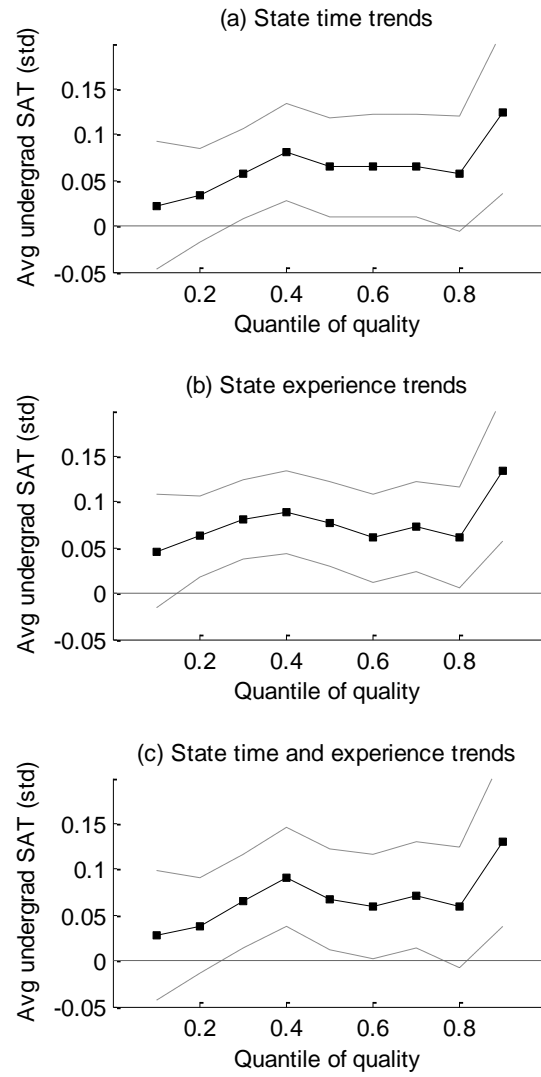 (a) State time trends
Avg undergrad SAT (std)
0.15
0.1
0.05
0
-0.05
0.2 0.4 0.6 0.8
Quantile of quality
(b) State experience trends
Avg undergrad SAT (std)
0.15
0.1
0.05
0
-0.05
0.2 0.4 0.6 0.8
Quantile of quality
(c) State time and experience trends
Avg undergrad SAT (std)
0.15
0.1
0.05
0
-0.05
0.2 0.4 0.6 0.8
Quantile of quality